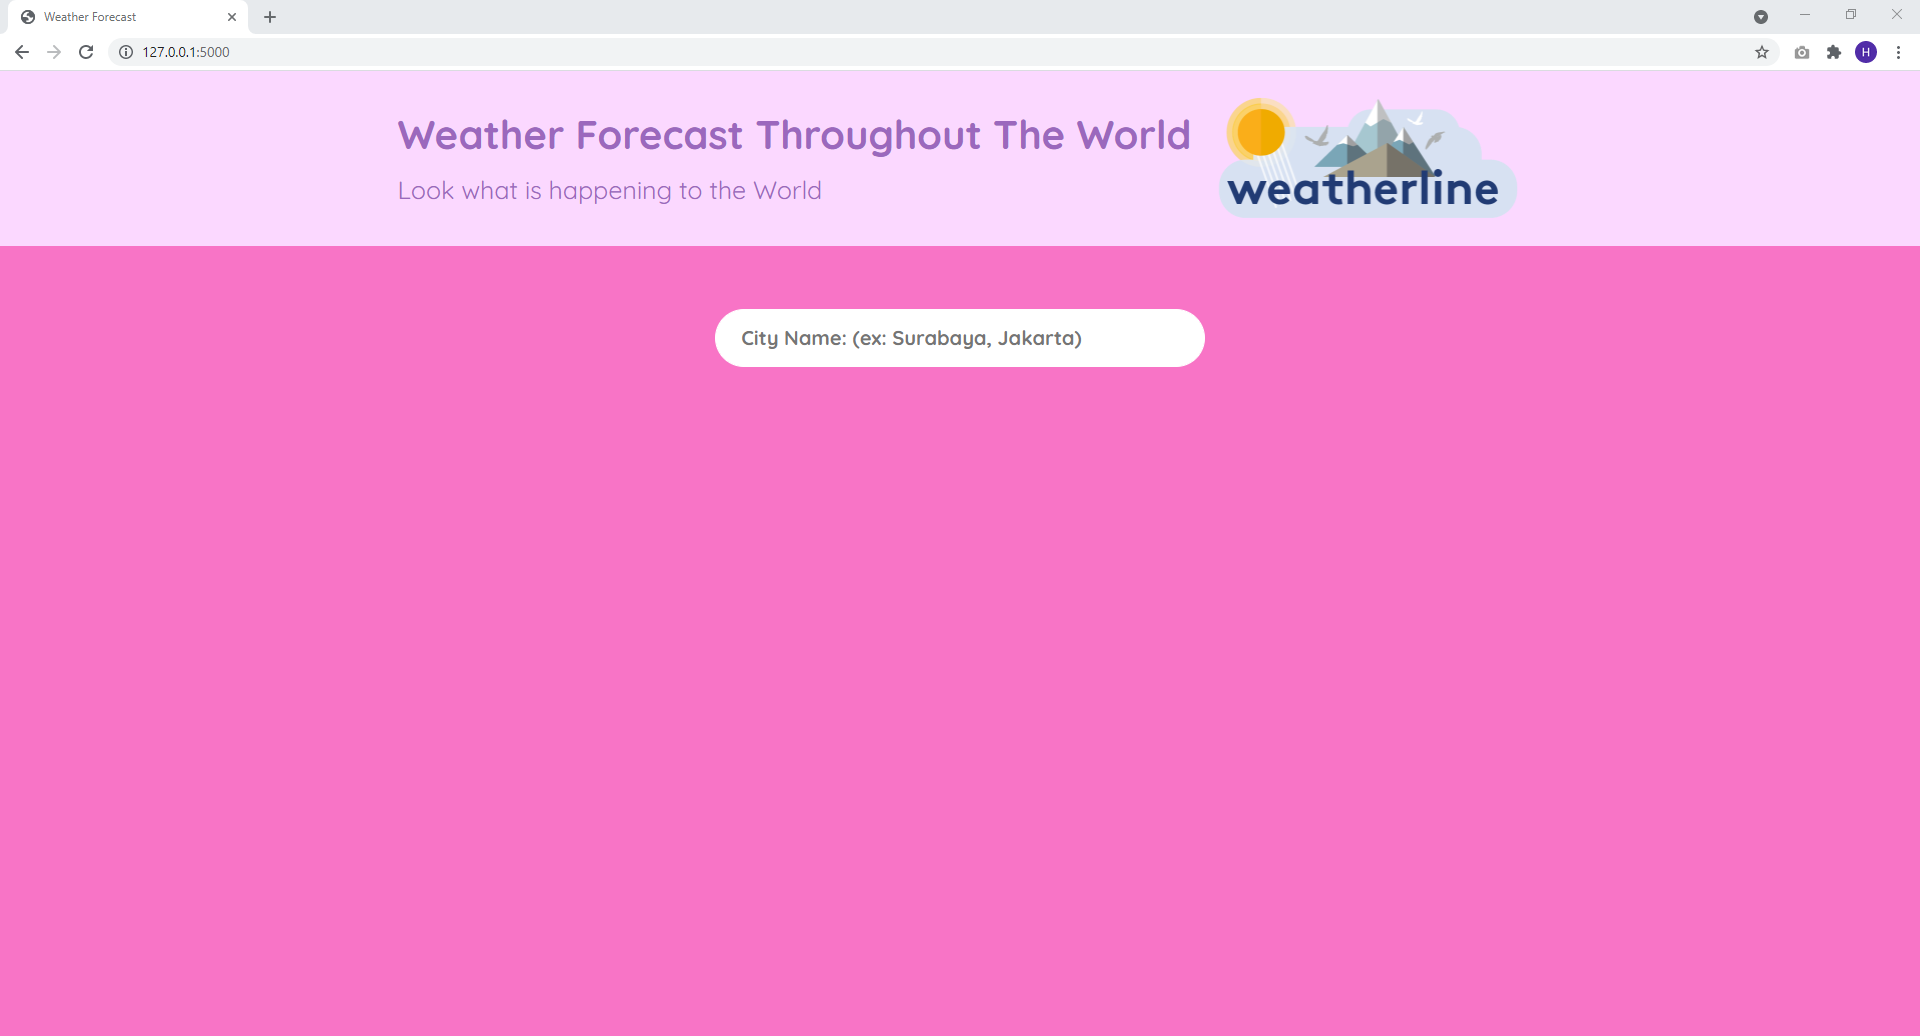 Weather Forecast
127.0.0.1:5000
H
Weather Forecast Throughout The World
Look what is happening to the World
weatherline
City Name: (ex: Surabaya, Jakarta)